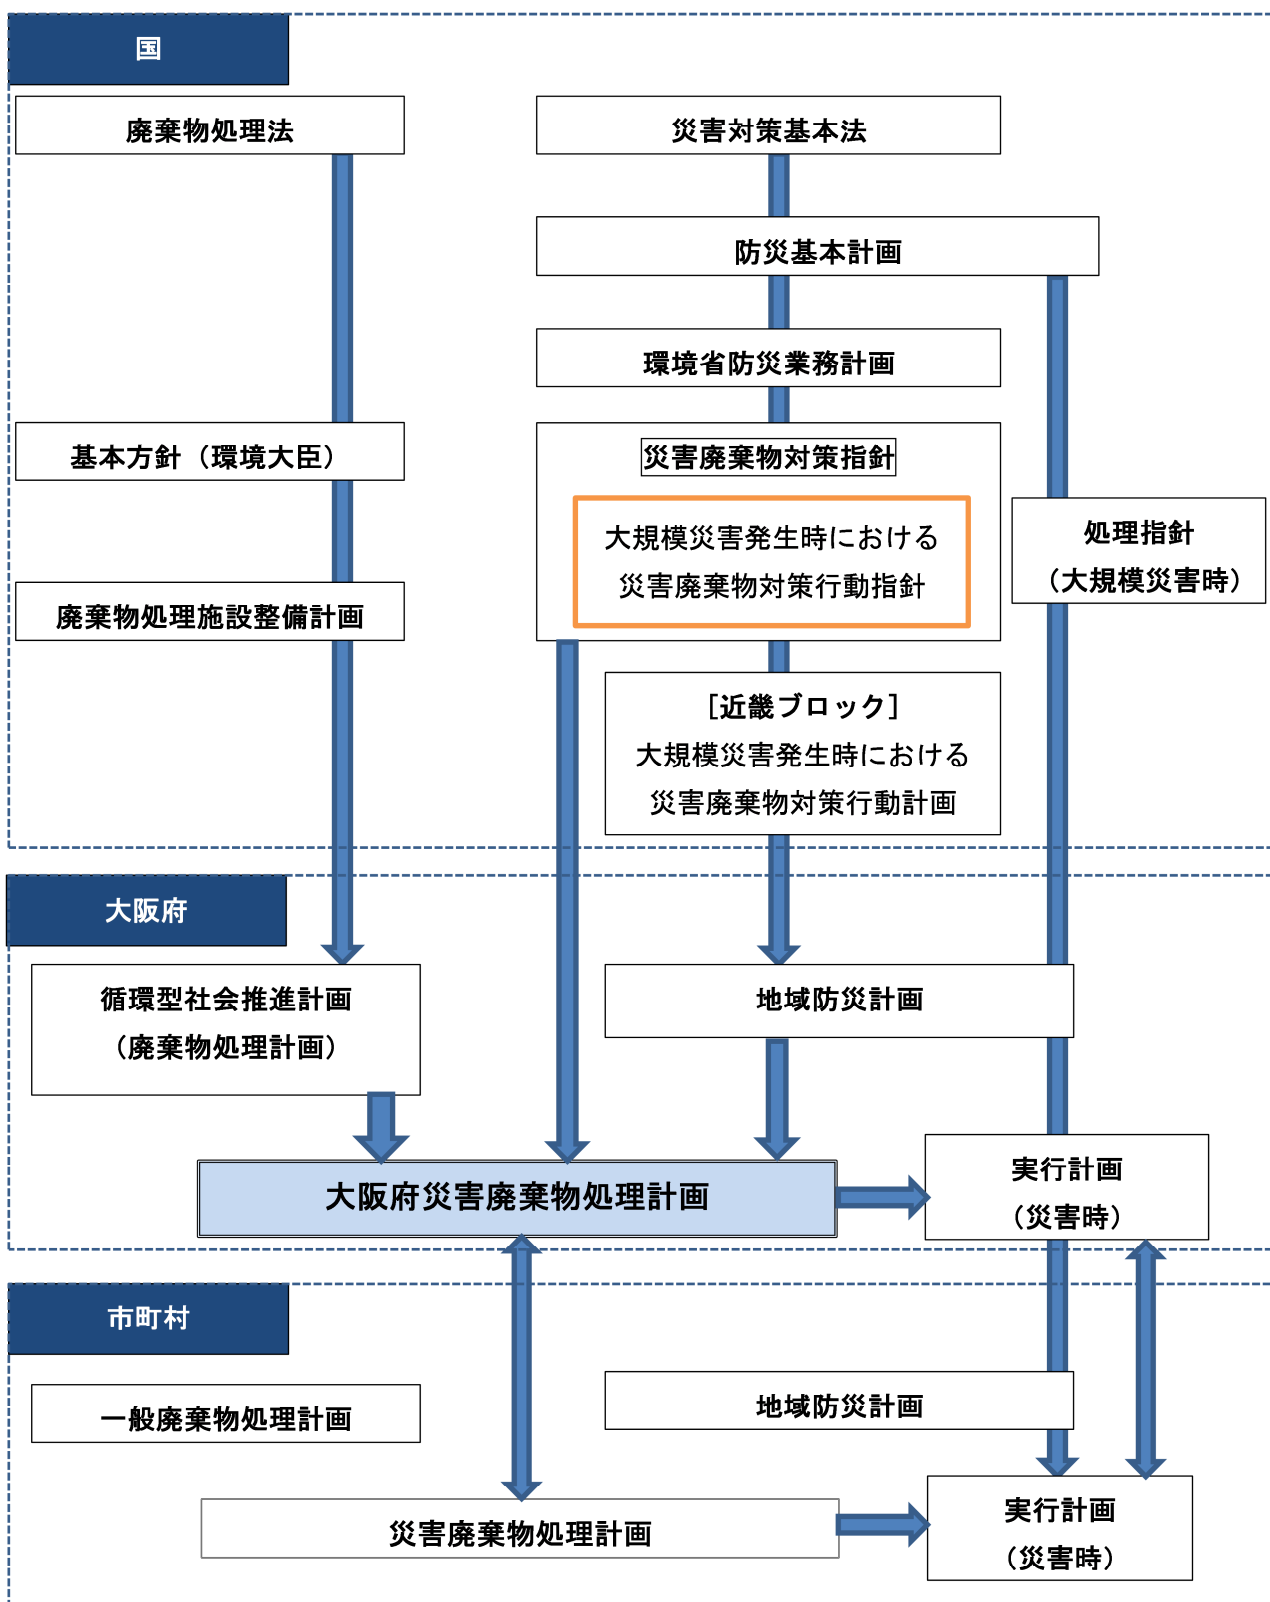 国
廃棄物処理法
災害対策基本法
防災基本計画
環境省防災業務計画
基本方針（環境大臣）
災害廃棄物対策指針
大規模災害発生時における
災害廃棄物対策行動指針
処理指針
（大規模災害時）
廃棄物処理施設整備計画
［近畿ブロック］
大規模災害発生時における
災害廃棄物対策行動計画
大阪府
循環型社会推進計画
（廃棄物処理計画）
地域防災計画
大阪府災害廃棄物処理計画
実行計画
（災害時）
市町村
一般廃棄物処理計画
地域防災計画
災害廃棄物処理計画
実行計画
（災害時）